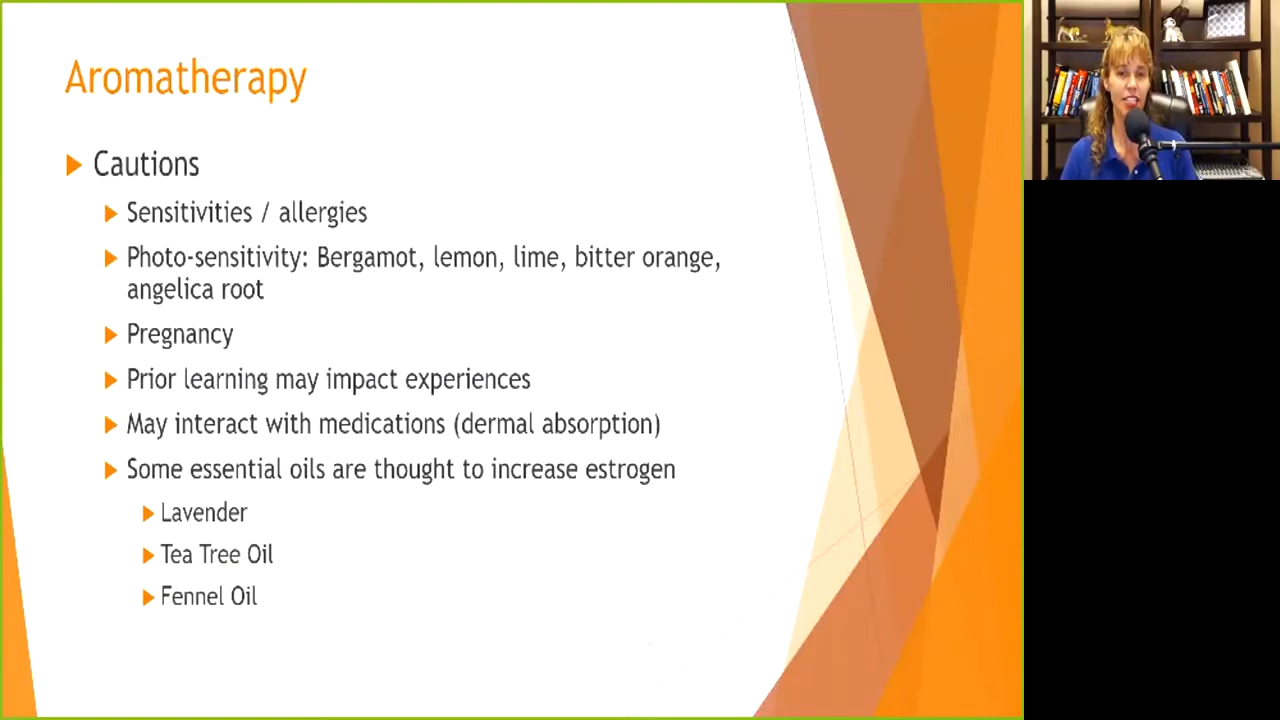 Aromatherapy
Cautions
Sensitivities / allergies
Photo-sensitivity: Bergamot, lemon, lime, bitter orange,
angelica root
Pregnancy
Prior learning may impact experiences
May interact with medications (dermal absorption)
Some essential oils are thought to increase estrogen
Lavender
Tea Tree Oil
Fennel Oil